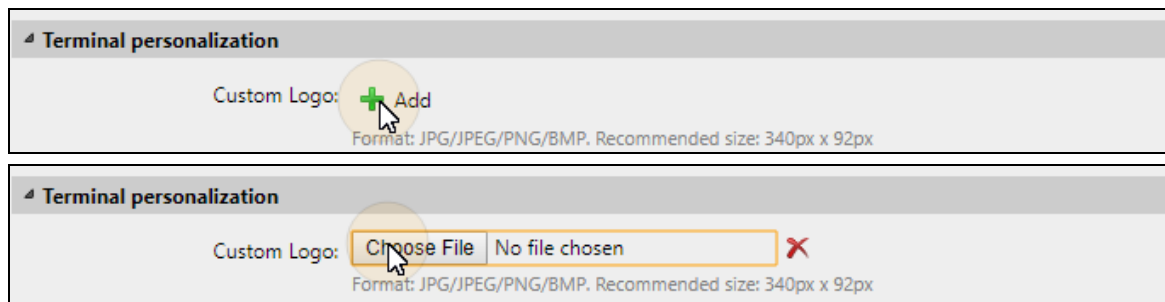 Terminal personalization
Custom Logo: Add
Format: JPG/JPEG/PNG/BMP. Recommended size: 340px x 92px
Terminal personalization
Custom Logo: Choose File No file chosen
Format: JPG/JPEG/PNG/BMP. Recommended size: 340px x 92px